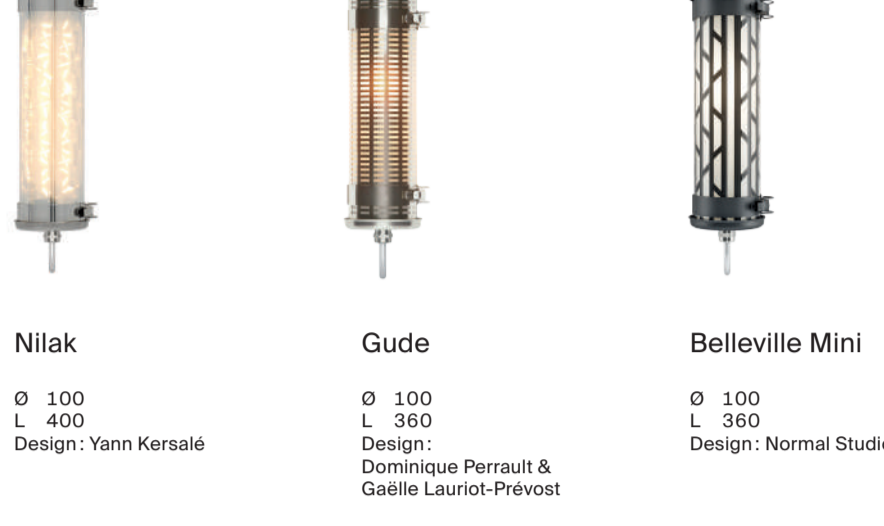 Nilak
Ø 100
L 400
Design : Yann Kersalé
Gude
Ø 100
L 360
Design :
Dominique Perrault &
Gaëlle Lauriot-Prévost
Belleville Mini
Ø 100
L 360
Design : Normal